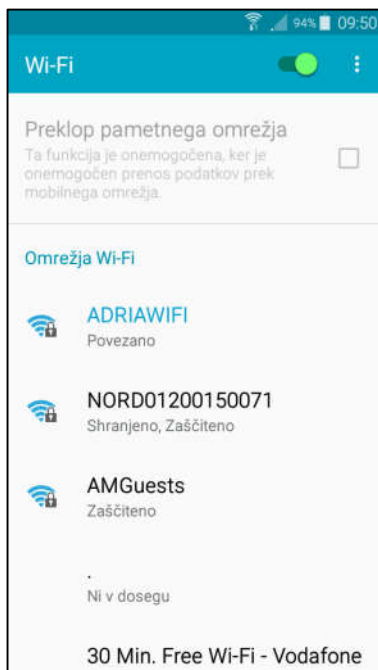 94% 09:50
Wi-Fi
Preklop pametnega omrežja
Ta funkcija je onemogočena, ker je
onemogočen prenos podatkov prek
mobilnega omrežja.
Omrežja Wi-Fi
ADRIAWIFI
Povezano
NORD01200150071
Shranjeno, Zaščiteno
AMGuests
Zaščiteno
.
Ni v dosegu
30 Min. Free Wi-Fi - Vodafone